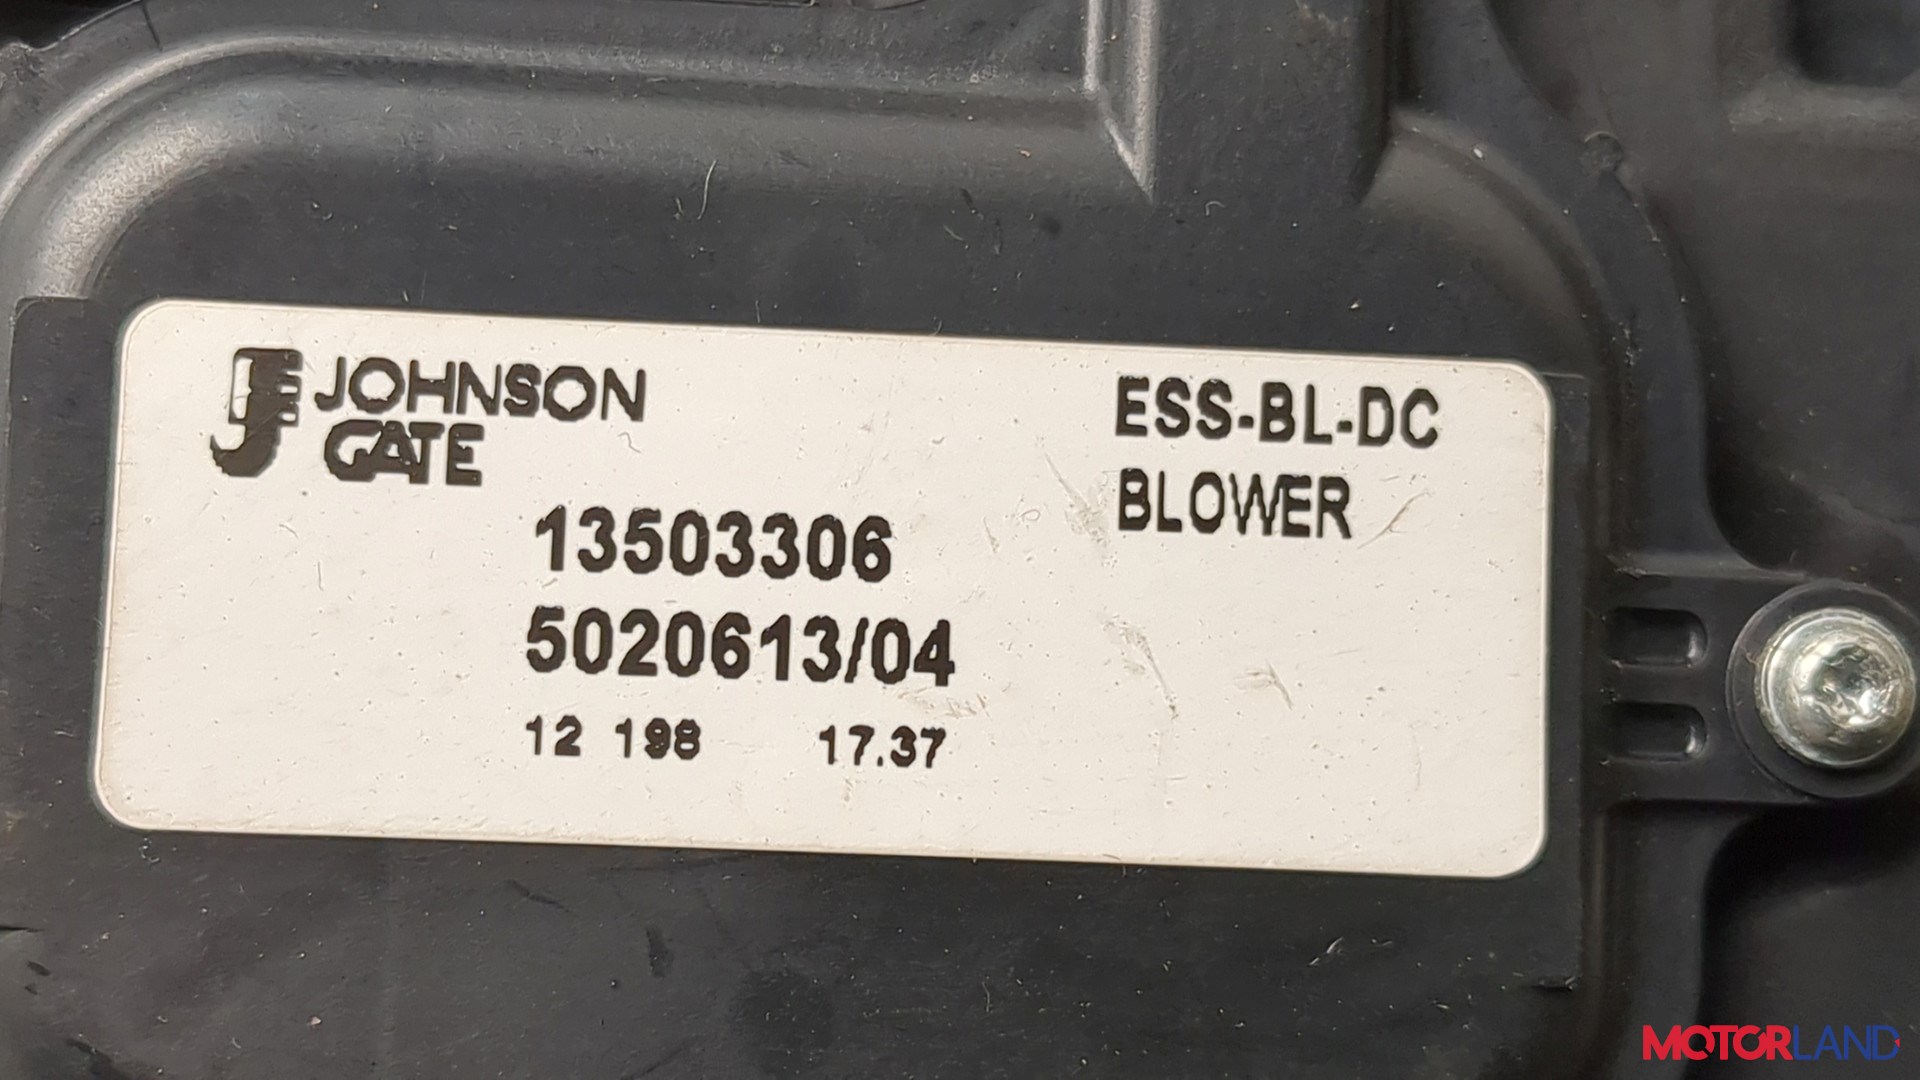 JOHNSON
GATE
ESS-BL-DC
BLOWER
13503306
5020613/04
12 198 17.37
MOTORLAND